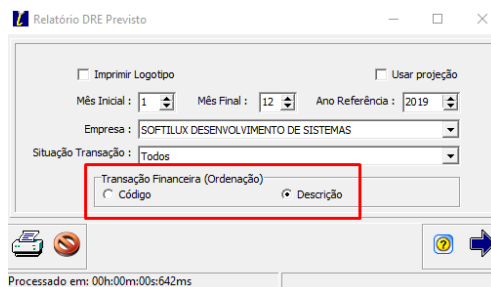 Relatório DRE Previsto
Imprimir Logotipo Usar projeção
Mês Inicial : 1 Mês Final : 12 Ano Referência : 2019
Empresa : SOFTILUX DESENVOLVIMENTO DE SISTEMAS
Situação Transação : Todos
Transação Financeira (Ordenação)
Código Descrição
Processado em: 00h:00m:00s:642ms